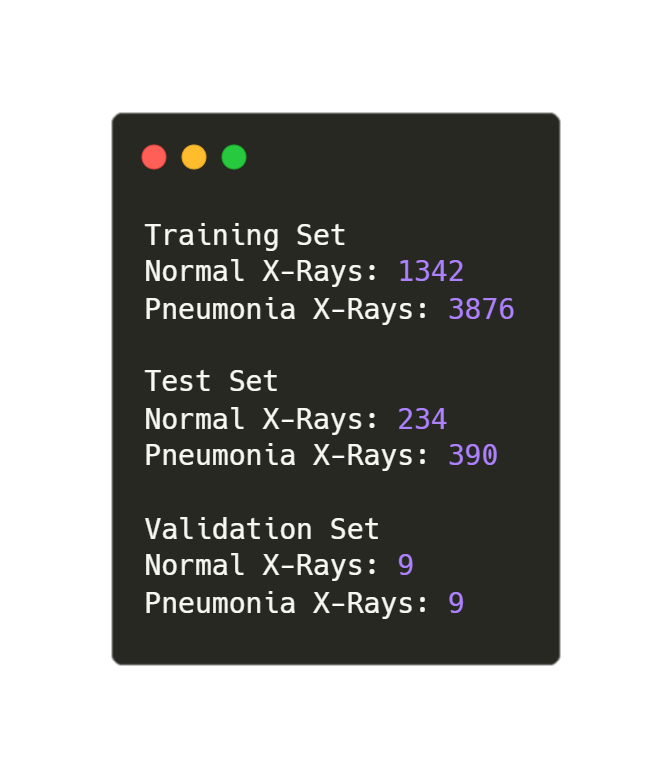 Training Set
Normal X-Rays: 1342
Pneumonia X-Rays: 3876
Test Set
Normal X-Rays: 234
Pneumonia X-Rays: 390
Validation Set
Normal X-Rays: 9
Pneumonia X-Rays: 9